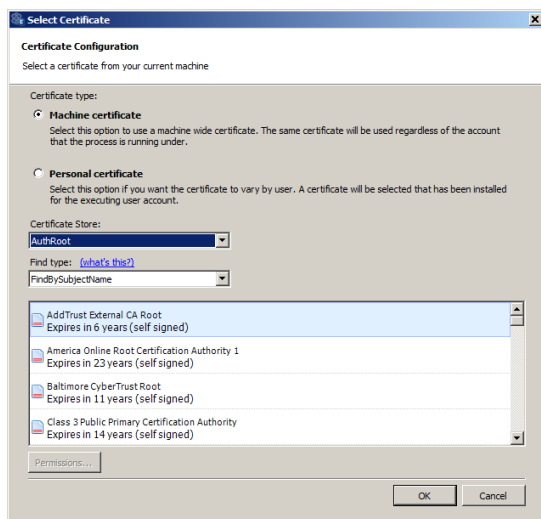 Select Certificate
Certificate Configuration
Select a certificate from your current machine
Certificate type:
Machine certificate
Select this option to use a machine wide certificate. The same certificate will be used regardless of the account
that the process is running under.
Personal certificate
Select this option if you want the certificate to vary by user. A certificate will be selected that has been installed
for the executing user account.
Certificate Store:
AuthRoot
Find type: (what's this?)
FindBySubjectName
AddTrust External CA Root
Expires in 6 years (self signed)
America Online Root Certification Authority 1
Expires in 23 years (self signed)
Baltimore CyberTrust Root
Expires in 11 years (self signed)
Class 3 Public Primary Certification Authority
Expires in 14 years (self signed)
Permissions...
OK Cancel